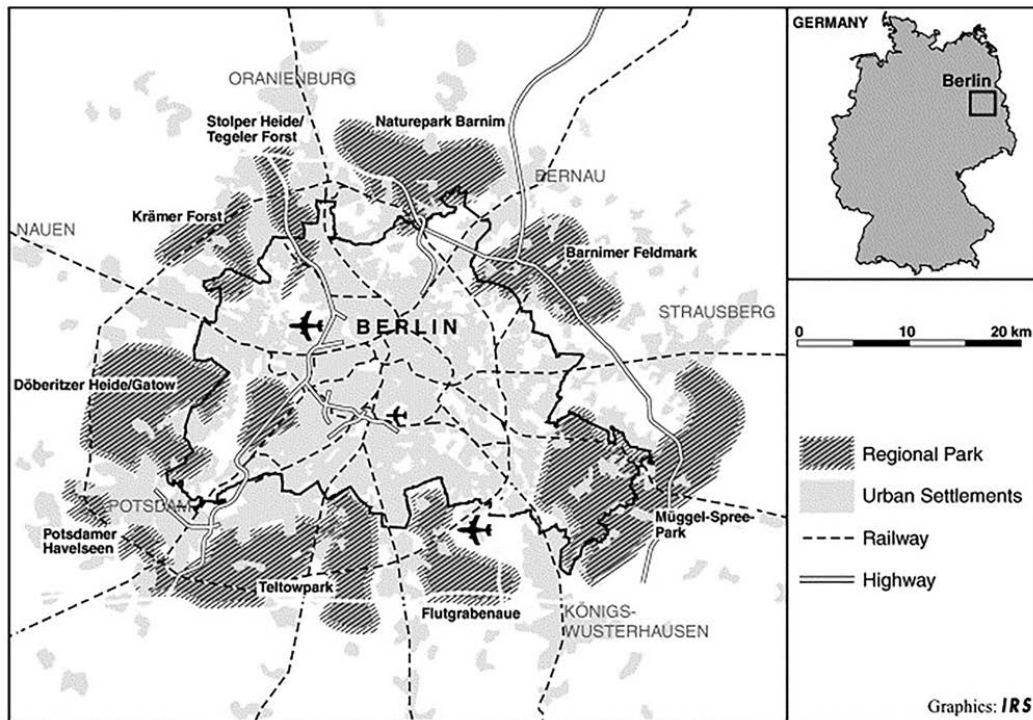 ORANIENBURG
Stolper Heide/
Tegeler Forst
Naturepark Barnim
BERNAU
Krämer Forst
NAUEN
Barnimer Feldmark
STRAUSBERG
BERLIN
Döberitzer Heide/Gatow
POTSDAM
Potsdamer
Havelseen
Müggel-Spree-
Park
Teltowpark
Flutgrabenaue
KÖNIGS-
WUSTERHAUSEN
GERMANY
Berlin
0 10 20 km
Regional Park
Urban Settlements
Railway
Highway
Graphics: IRS